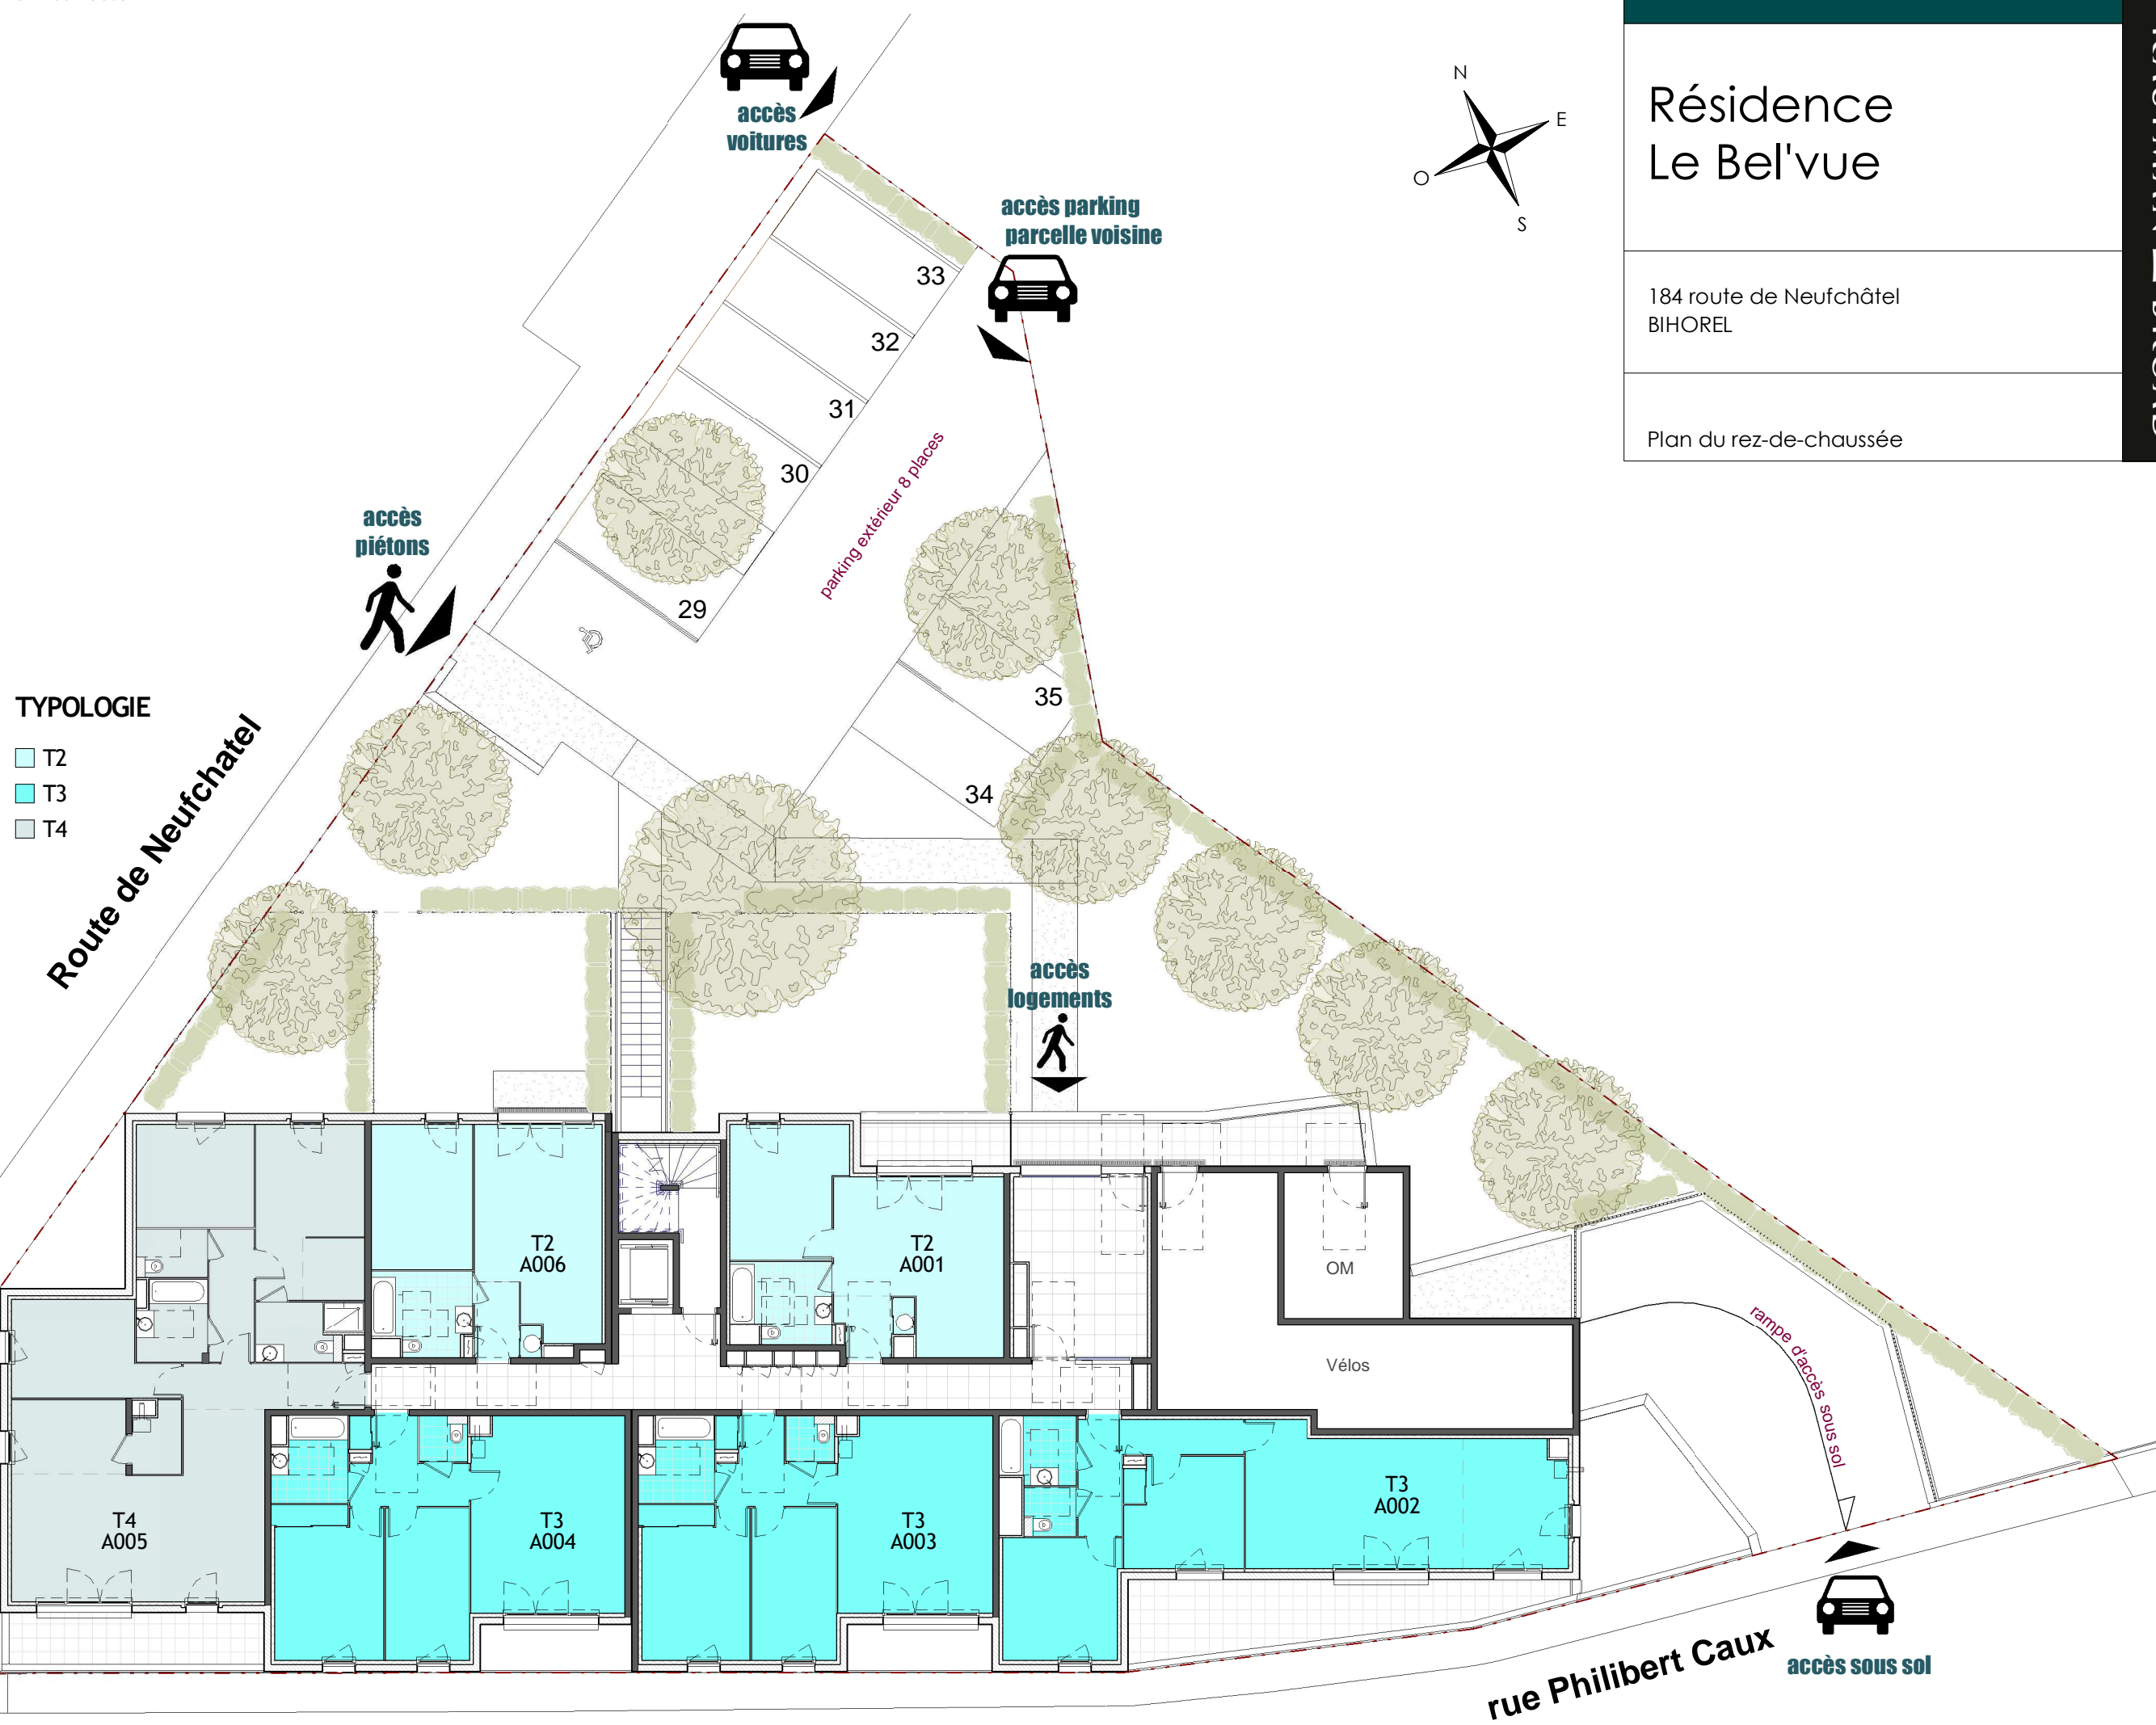 Résidence
Le Bel'vue
184 route de Neufchâtel
BIHOREL
Plan du rez-de-chaussée
N
E
O
S
accès
voitures
accès parking
parcelle voisine
33
32
31
30
29
parking extérieur 8 places
35
34
accès
piétons
TYPOLOGIE
T2
T3
T4
Route de Neufchatel
accès
logements
T2
A006
T2
A001
OM
Vélos
rampe d'accès sous sol
T4
A005
T3
A004
T3
A003
T3
A002
rue Philibert Caux
accès sous sol